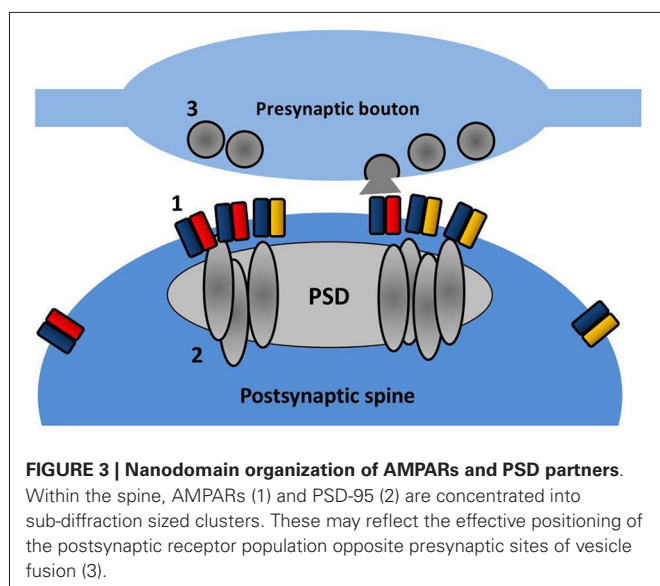 3
Presynaptic bouton
1
PSD
2
Postsynaptic spine
FIGURE 3 | Nanodomain organization of AMPARs and PSD partners.
Within the spine, AMPARs (1) and PSD-95 (2) are concentrated into
sub-diffraction sized clusters. These may reflect the effective positioning of
the postsynaptic receptor population opposite presynaptic sites of vesicle
fusion (3).